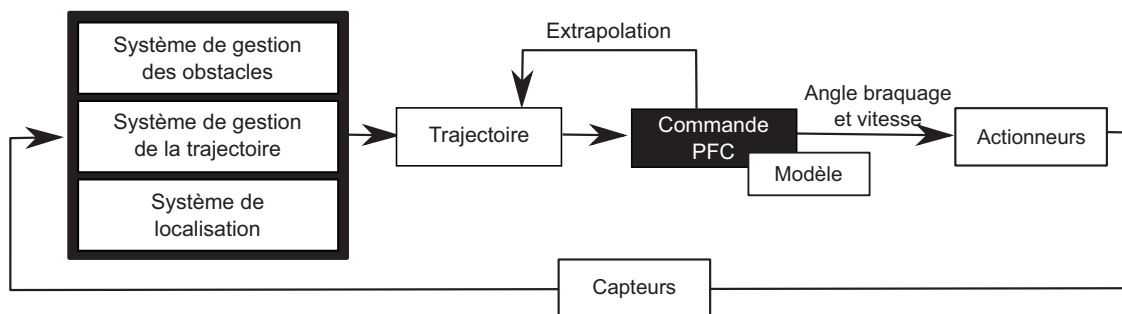 Système de gestion
des obstacles
Système de gestion
de la trajectoire
Système de
localisation
Extrapolation
Trajectoire
Commande
PFC
Modèle
Angle braquage
et vitesse
Actionneurs
Capteurs